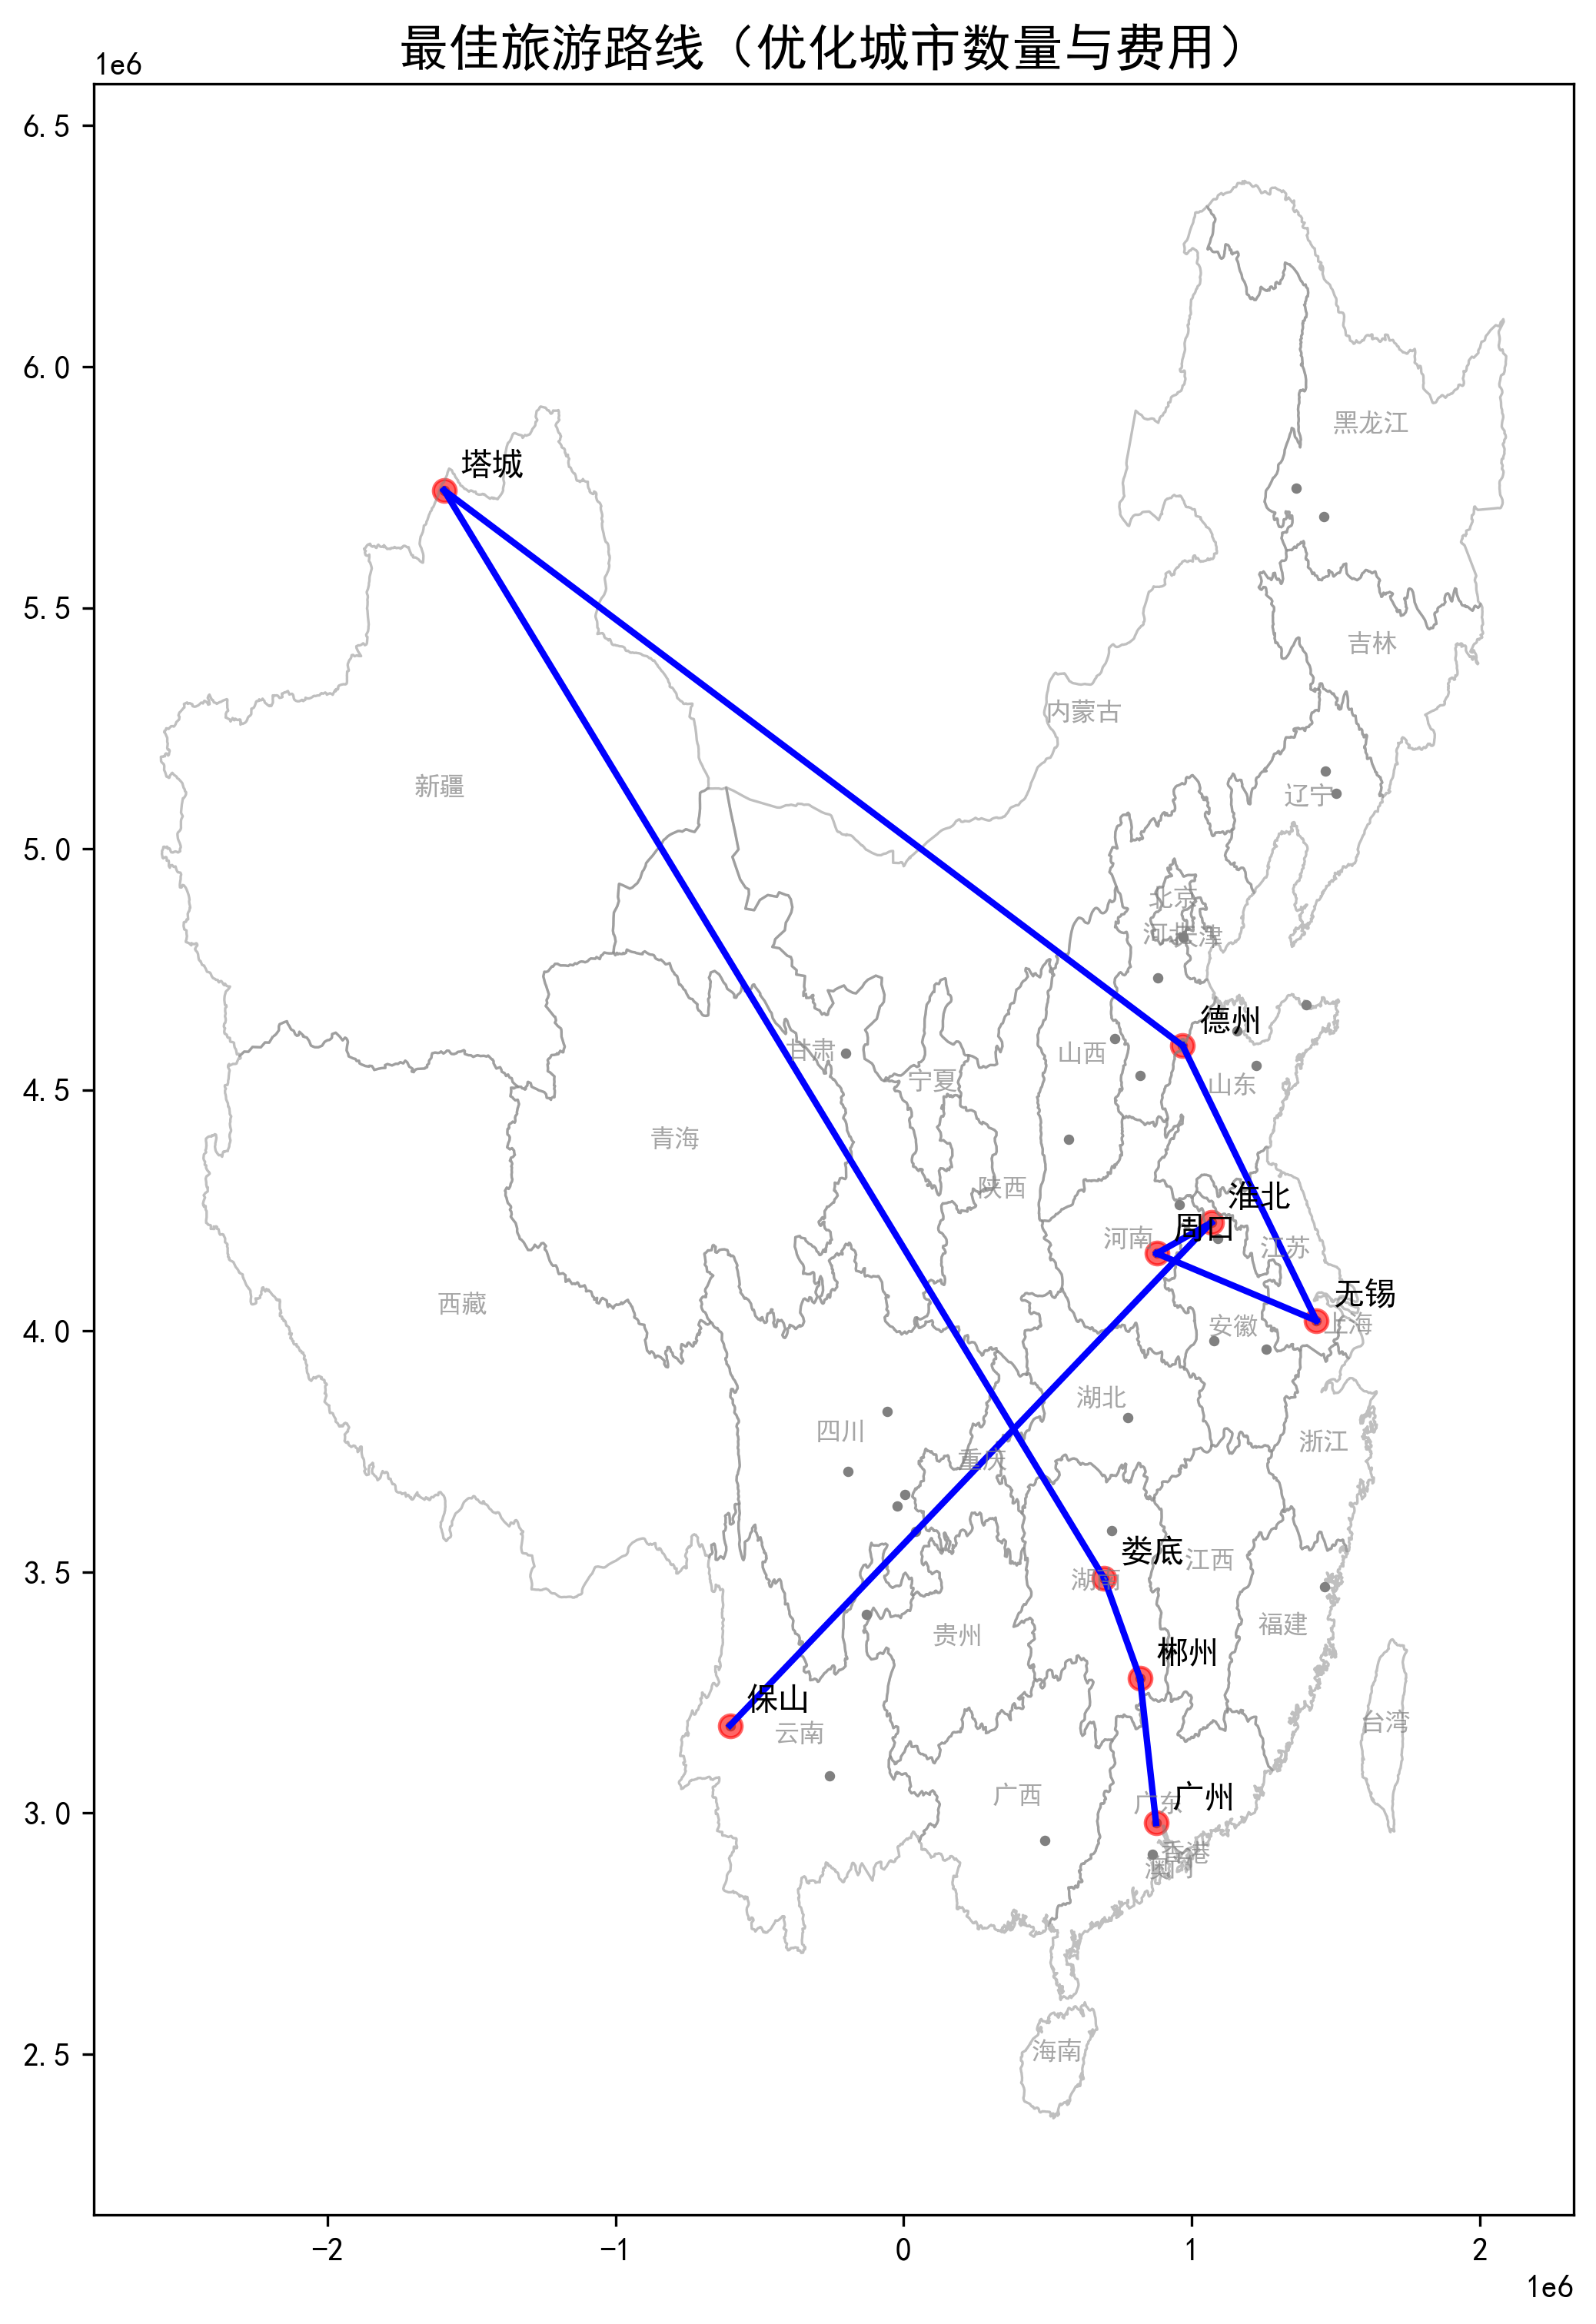 最佳旅游路线（优化城市数量与费用）
1e6
6.5
6.0
5.5
5.0
4.5
4.0
3.5
3.0
2.5
黑龙江
塔城
吉林
内蒙古
新疆
辽宁
北京
河北
天津
德州
甘肃
山西
宁夏
山东
青海
陕西
淮北
周口
河南
江苏
无锡
西藏
安徽
上海
湖北
四川
浙江
重庆
娄底
江西
湖南
贵州
福建
郴州
保山
云南
台湾
广西
广州
广东
香港
澳门
海南
-2
-1
0
1
2
1e6